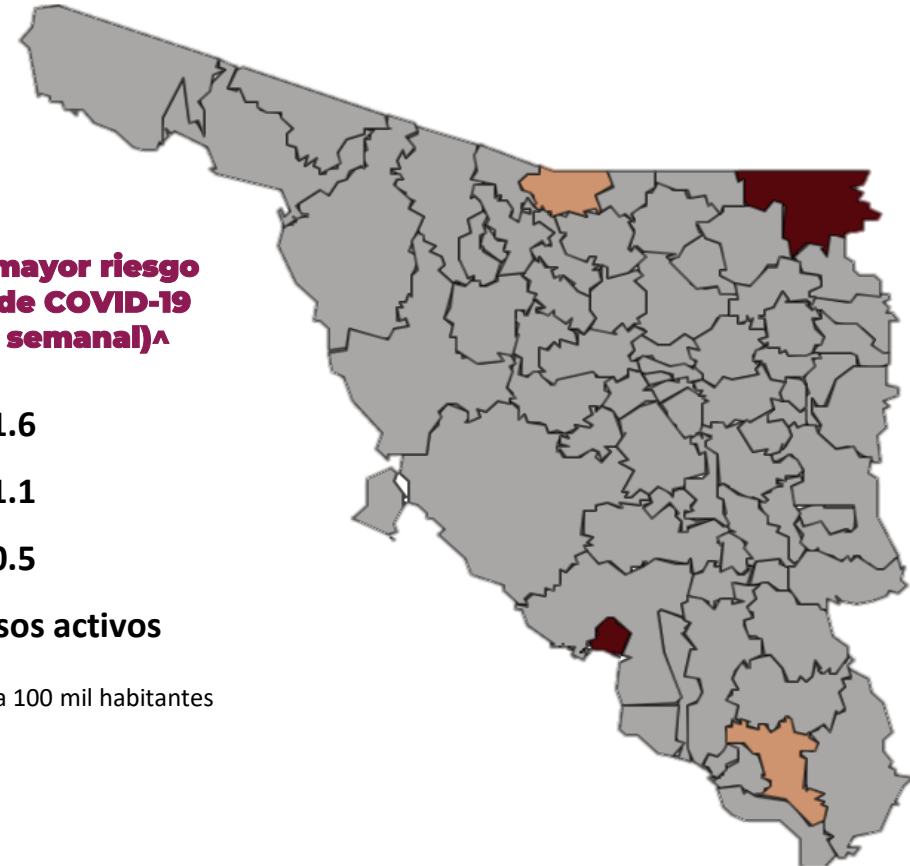 mayor riesgo
de COVID-19
semanal)^
1.6
1.1
0.5
sos activos
a 100 mil habitantes